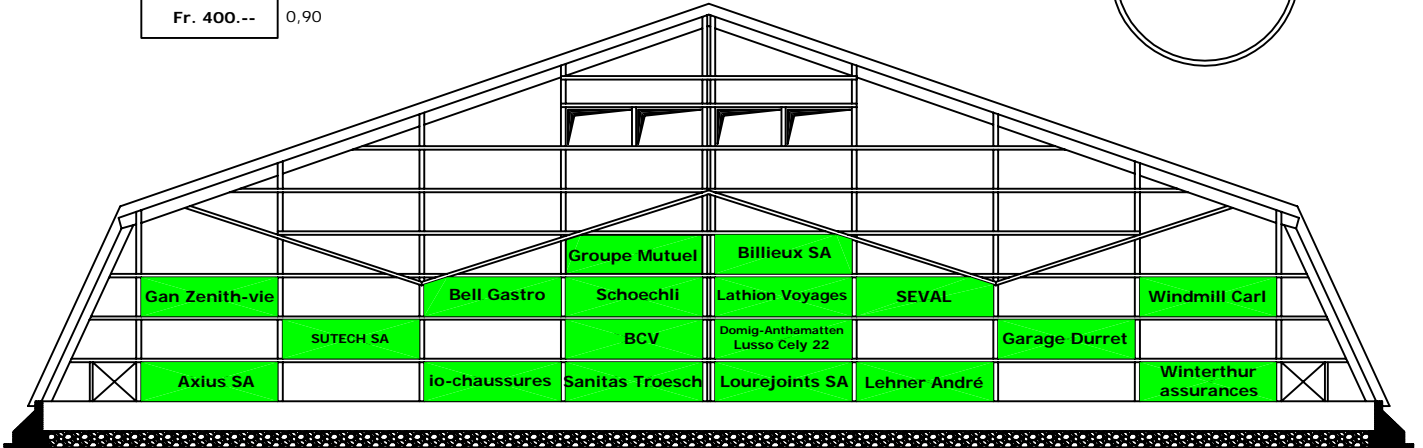 Fr. 400.-- 0,90
Groupe Mutuel Billieux SA
Gan Zenith-vie Bell Gastro Schoechli Lathion Voyages SEVAL Windmill Carl
SUTECH SA BCV Domig-Anthamatten Garage Durret
Lusso Cely 22
Axius SA io-chaussures Sanitas Troesch Lourejoints SA Lehner André Winterthur
assurances